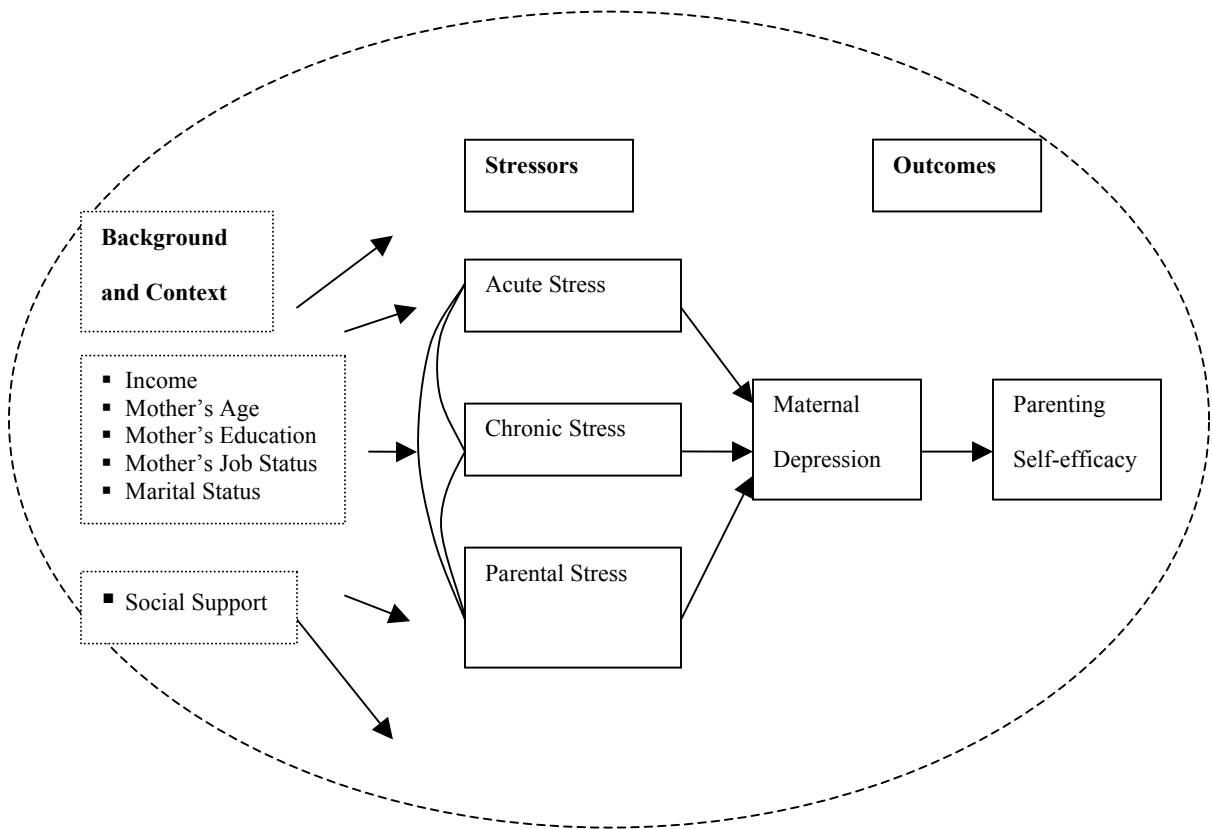 Stressors
Outcomes
Background
and Context
Acute Stress
▪ Income
▪ Mother’s Age
▪ Mother’s Education
▪ Mother’s Job Status
▪ Marital Status
Chronic Stress
Maternal
Depression
Parenting
Self-efficacy
Parental Stress
▪ Social Support